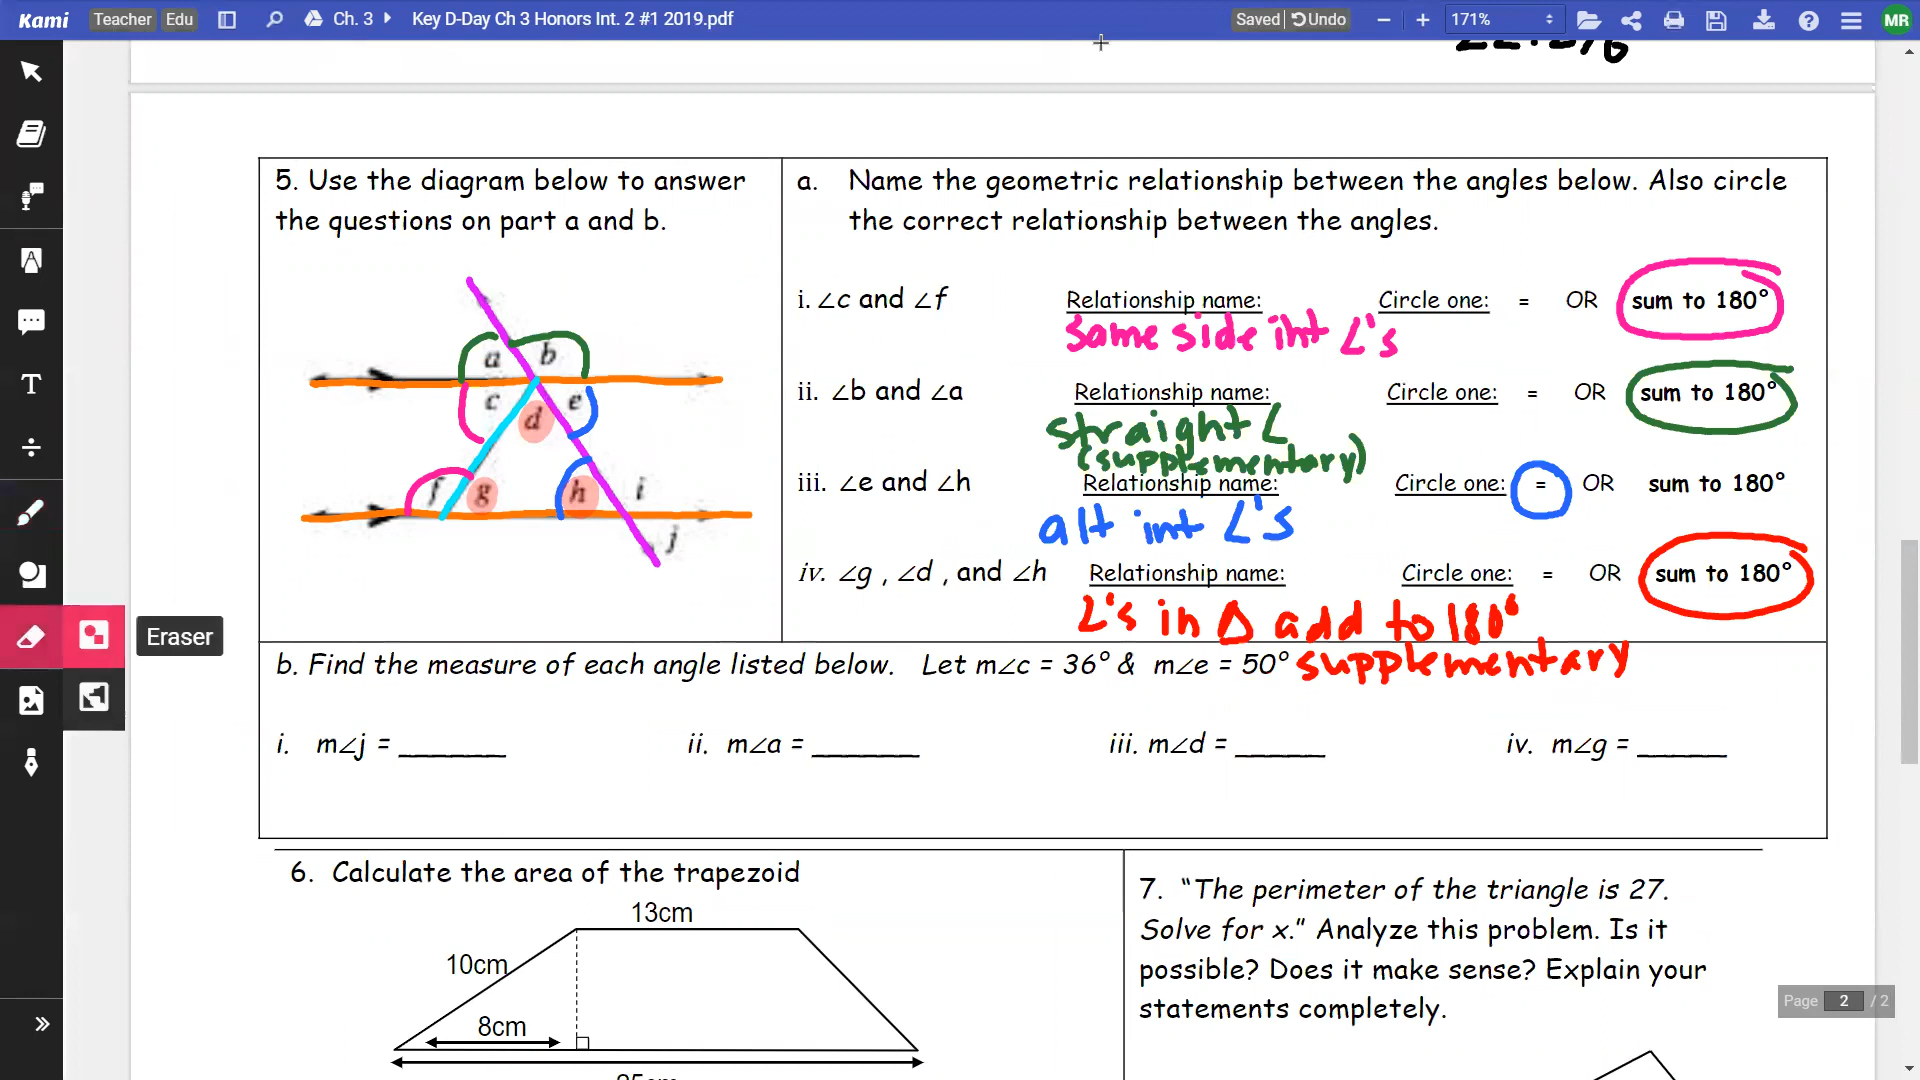 Kami Teacher Edu Ch. 3 Key D-Day Ch 3 Honors Int. 2 #1 2019.pdf Saved Undo 171% MR
5. Use the diagram below to answer
the questions on part a and b.
a b
c d e
f g h i
j
a. Name the geometric relationship between the angles below. Also circle
the correct relationship between the angles.
i. ∠c and ∠f Relationship name: Circle one: = OR sum to 180°
same side int ∠'s
ii. ∠b and ∠a Relationship name: Circle one: = OR sum to 180°
straight ∠
(supplementary)
iii. ∠e and ∠h Relationship name: Circle one: = OR sum to 180°
alt int ∠'s
iv. ∠g , ∠d , and ∠h Relationship name: Circle one: = OR sum to 180°
∠'s in △ add to 180°
supplementary
Eraser
b. Find the measure of each angle listed below. Let m∠c = 36° & m∠e = 50°
i. m∠j = ______ ii. m∠a = ______ iii. m∠d = _____ iv. m∠g = _____
6. Calculate the area of the trapezoid
13cm
10cm
8cm
7. “The perimeter of the triangle is 27.
Solve for x.” Analyze this problem. Is it
possible? Does it make sense? Explain your
statements completely.
Page 2 / 2